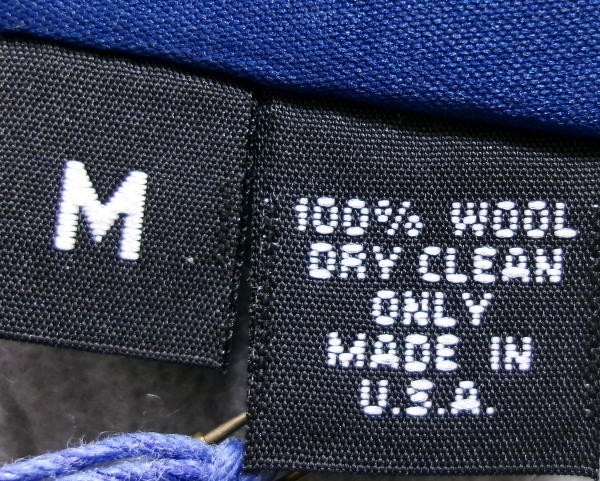 M
100% WOOL
DRY CLEAN
ONLY
MADE IN
U.S.A.